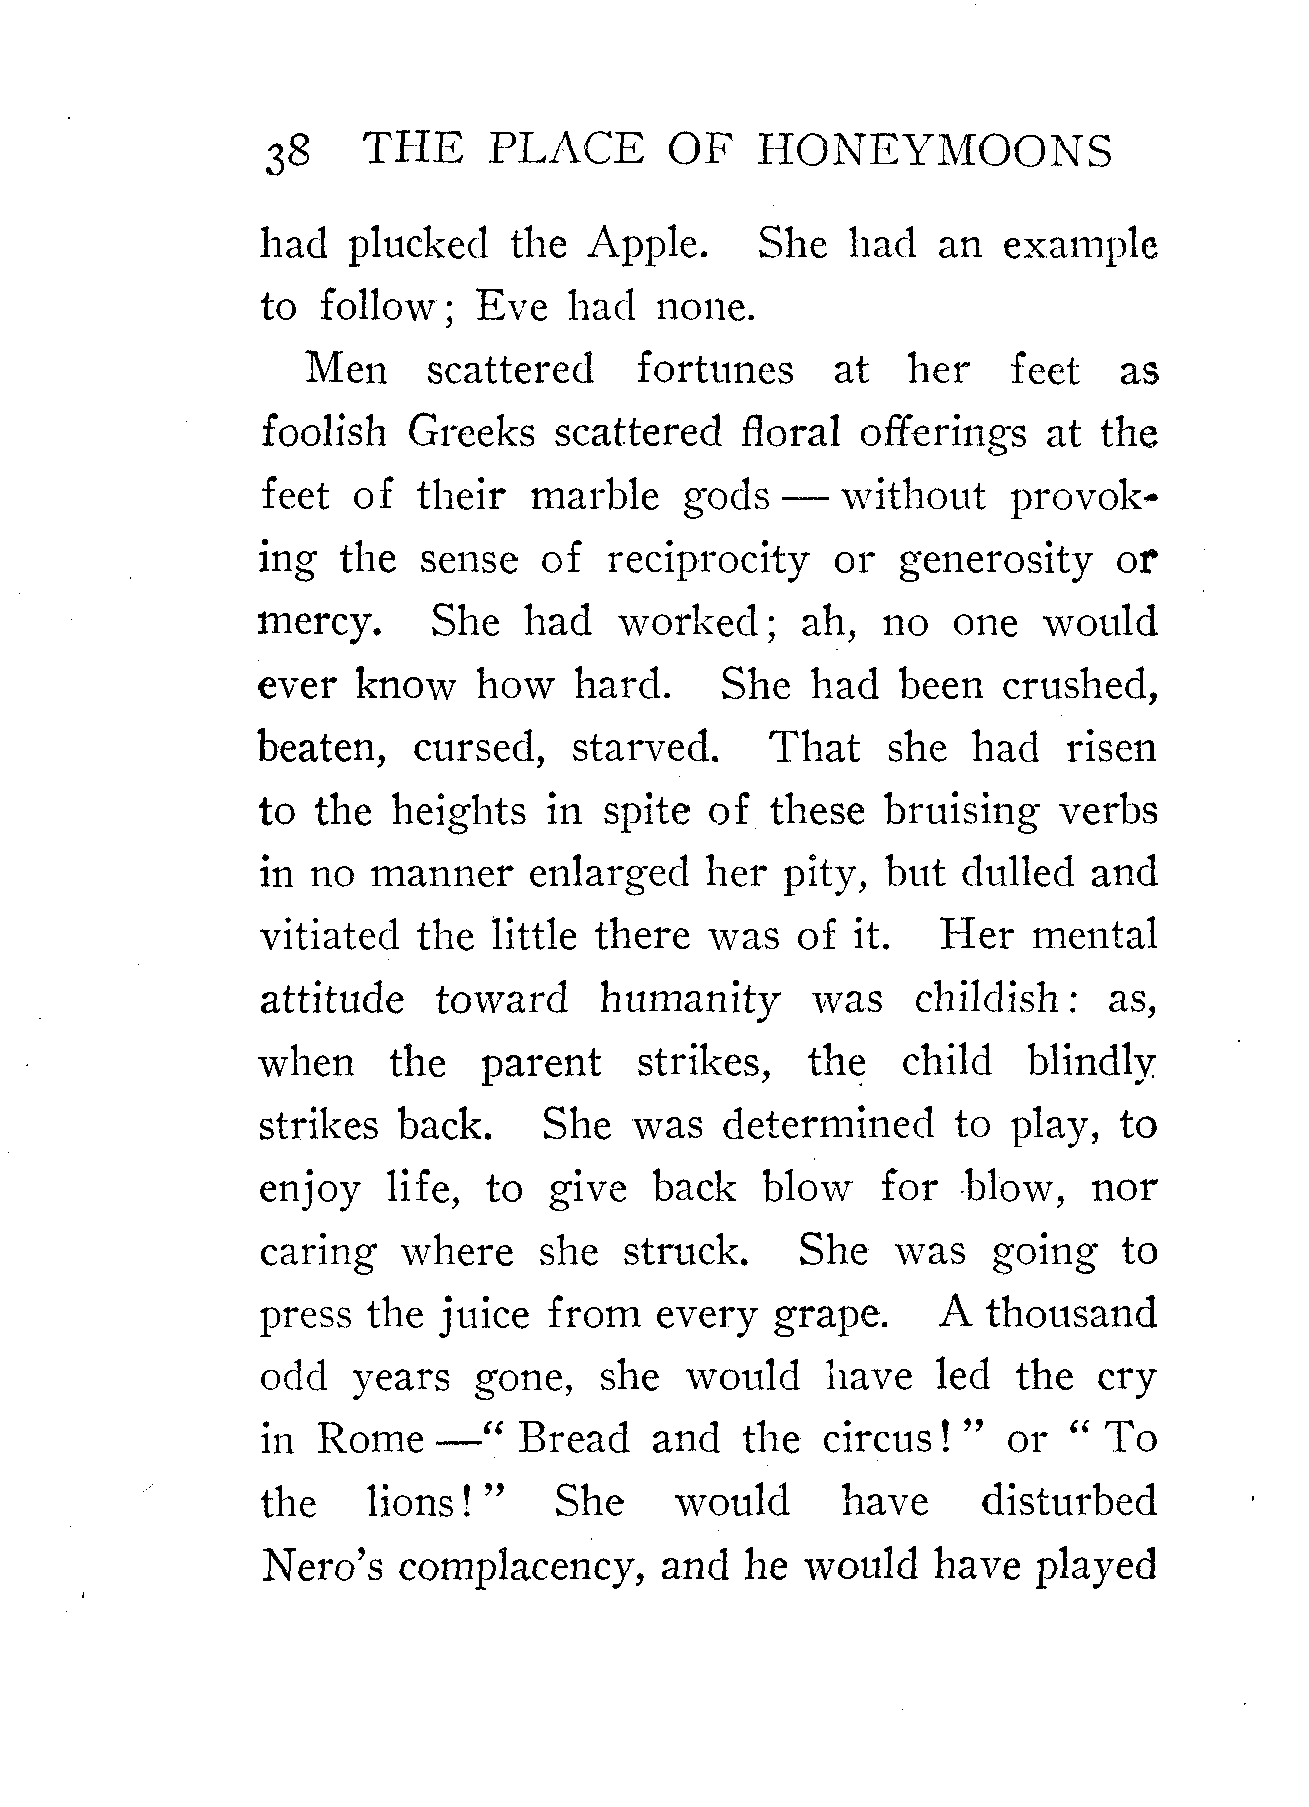 38 THE PLACE OF HONEYMOONS
had plucked the Apple. She had an example
to follow; Eve had none.
Men scattered fortunes at her feet as
foolish Greeks scattered floral offerings at the
feet of their marble gods — without provok-
ing the sense of reciprocity or generosity or
mercy. She had worked; ah, no one would
ever know how hard. She had been crushed,
beaten, cursed, starved. That she had risen
to the heights in spite of these bruising verbs
in no manner enlarged her pity, but dulled and
vitiated the little there was of it. Her mental
attitude toward humanity was childish: as,
when the parent strikes, the child blindly
strikes back. She was determined to play, to
enjoy life, to give back blow for blow, nor
caring where she struck. She was going to
press the juice from every grape. A thousand
odd years gone, she would have led the cry
in Rome —“ Bread and the circus! ” or “ To
the lions! ” She would have disturbed
Nero’s complacency, and he would have played